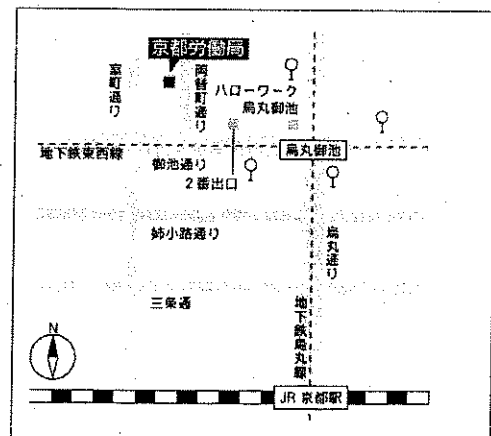 京都労働局
室町通り
両替町通り
ハローワーク
烏丸御池
地下鉄東西線
御池通り
烏丸御池
2番出口
姉小路通り
烏丸通り
三条通
地下鉄烏丸線
N
JR 京都駅